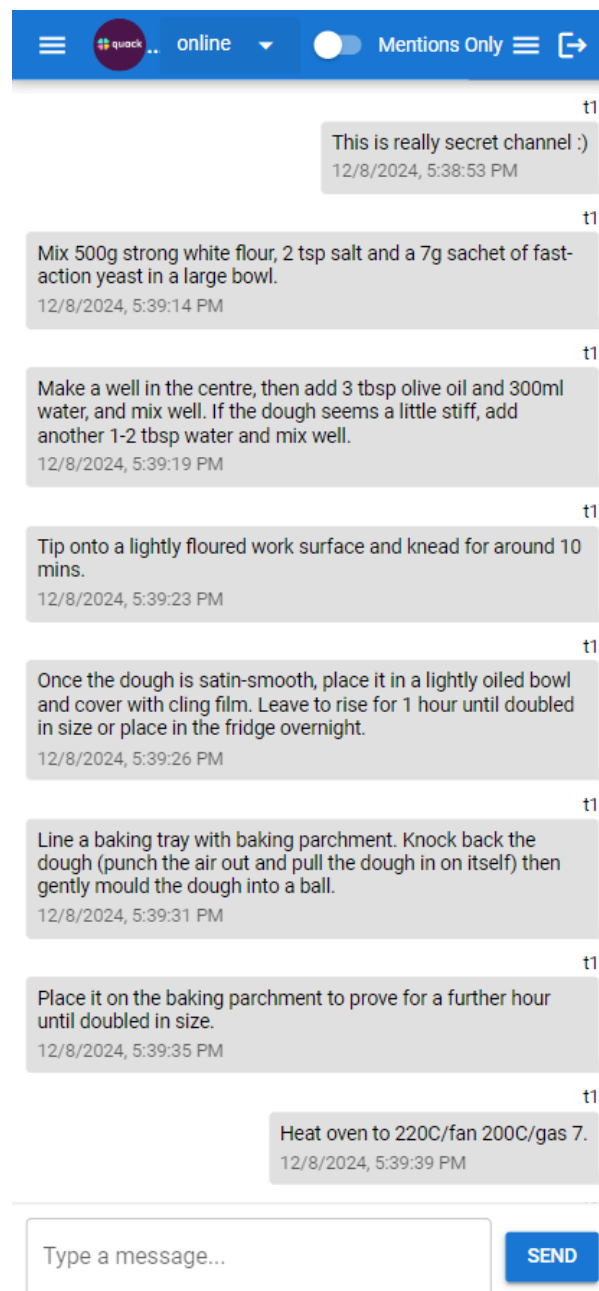 quack
..
online
Mentions Only
t1
This is really secret channel :)
12/8/2024, 5:38:53 PM
t1
Mix 500g strong white flour, 2 tsp salt and a 7g sachet of fast-
action yeast in a large bowl.
12/8/2024, 5:39:14 PM
t1
Make a well in the centre, then add 3 tbsp olive oil and 300ml
water, and mix well. If the dough seems a little stiff, add
another 1-2 tbsp water and mix well.
12/8/2024, 5:39:19 PM
t1
Tip onto a lightly floured work surface and knead for around 10
mins.
12/8/2024, 5:39:23 PM
t1
Once the dough is satin-smooth, place it in a lightly oiled bowl
and cover with cling film. Leave to rise for 1 hour until doubled
in size or place in the fridge overnight.
12/8/2024, 5:39:26 PM
t1
Line a baking tray with baking parchment. Knock back the
dough (punch the air out and pull the dough in on itself) then
gently mould the dough into a ball.
12/8/2024, 5:39:31 PM
t1
Place it on the baking parchment to prove for a further hour
until doubled in size.
12/8/2024, 5:39:35 PM
t1
Heat oven to 220C/fan 200C/gas 7.
12/8/2024, 5:39:39 PM
Type a message...
SEND